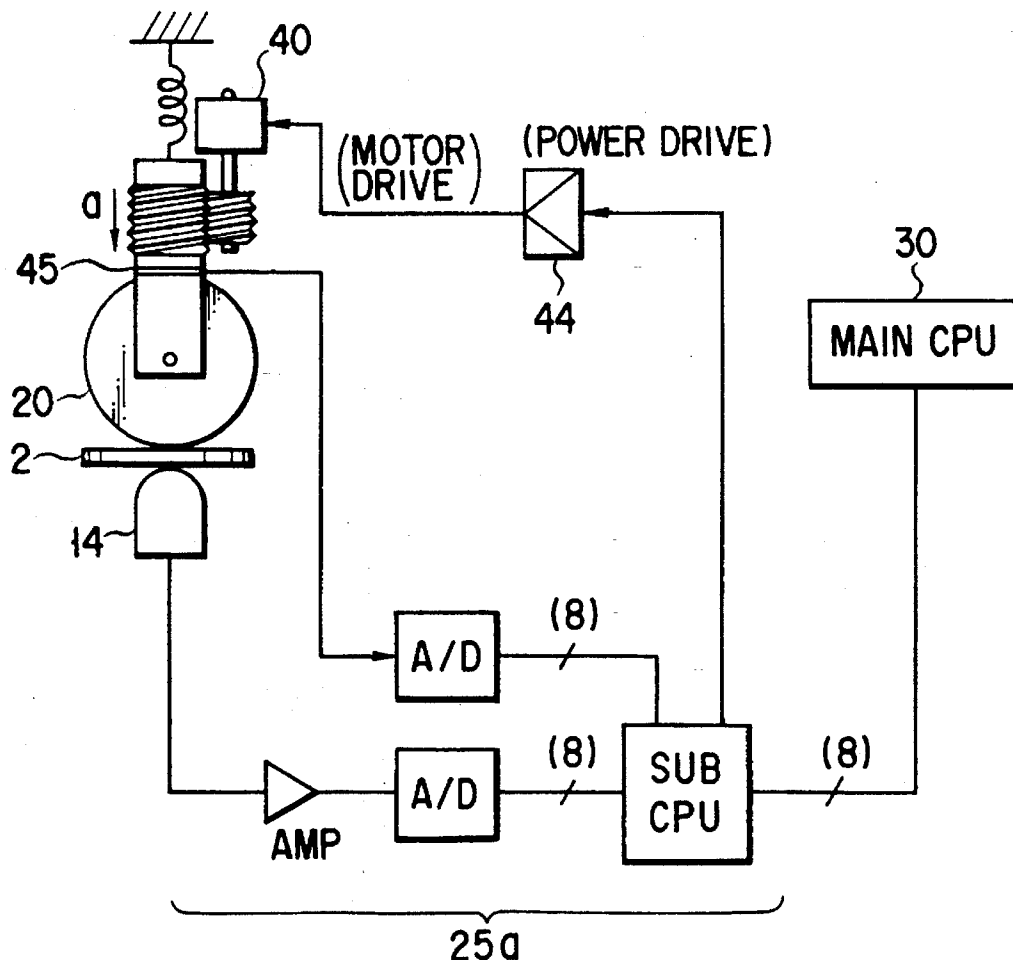 40
(MOTOR DRIVE)
(POWER DRIVE)
a
45
44
30
MAIN CPU
20
2
14
A/D
(8)
A/D
(8)
SUB
CPU
(8)
AMP
25a